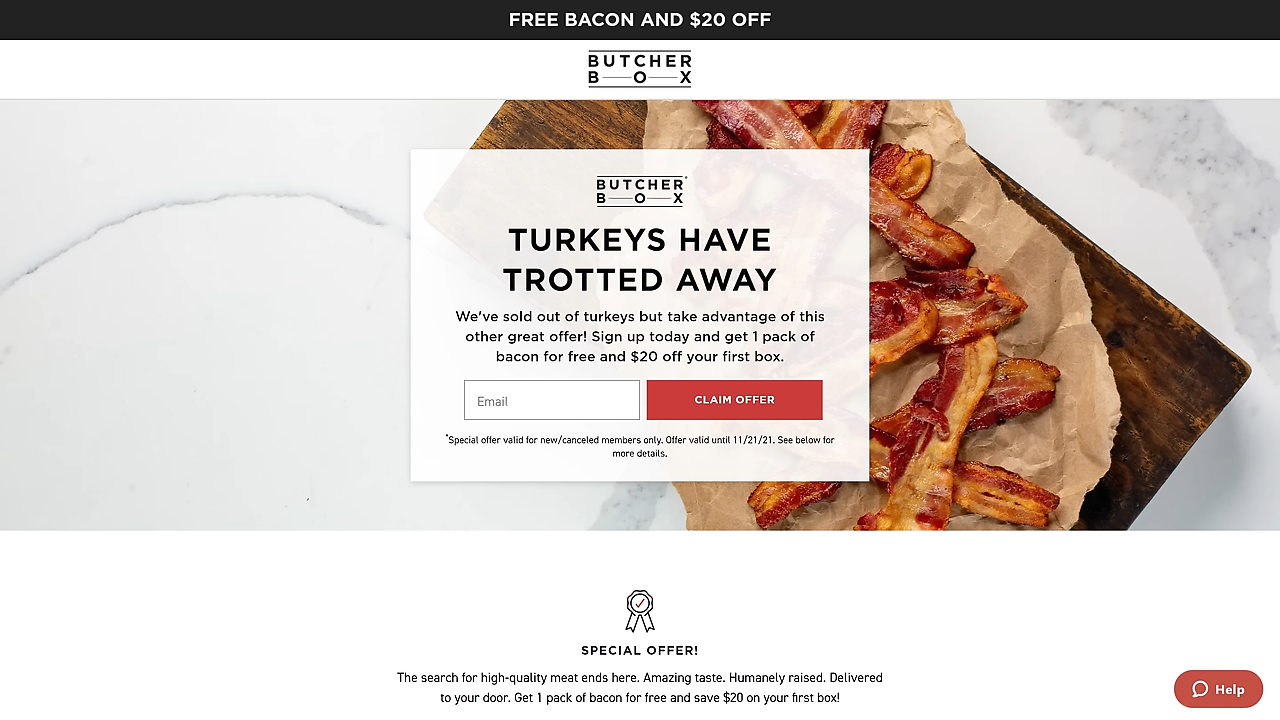 FREE BACON AND $20 OFF
BUTCHER
BOX
BUTCHER
BOX
TURKEYS HAVE
TROTTED AWAY
We've sold out of turkeys but take advantage of this
other great offer! Sign up today and get 1 pack of
bacon for free and $20 off your first box.
Email
CLAIM OFFER
*Special offer valid for new/canceled members only. Offer valid until 11/21/21. See below for
more details.
SPECIAL OFFER!
The search for high-quality meat ends here. Amazing taste. Humanely raised. Delivered
to your door. Get 1 pack of bacon for free and save $20 on your first box!
Help